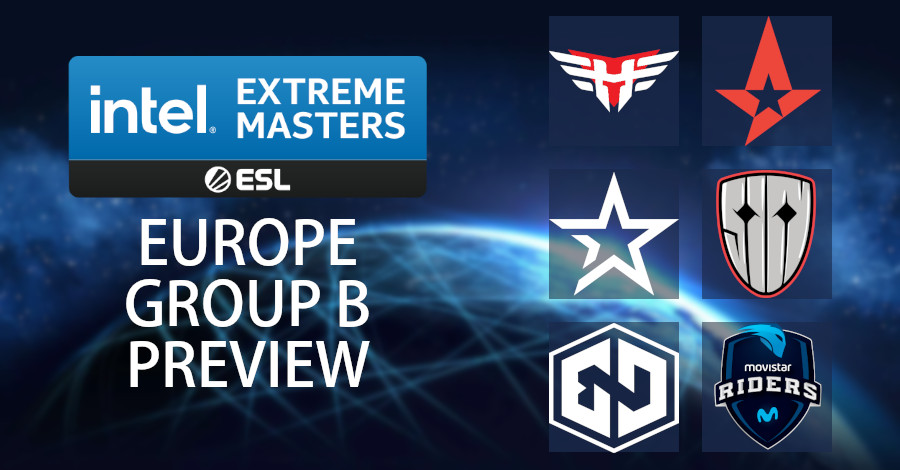 intel.
EXTREME
MASTERS
ESL
EUROPE
GROUP B
PREVIEW
movistar
RIDERS